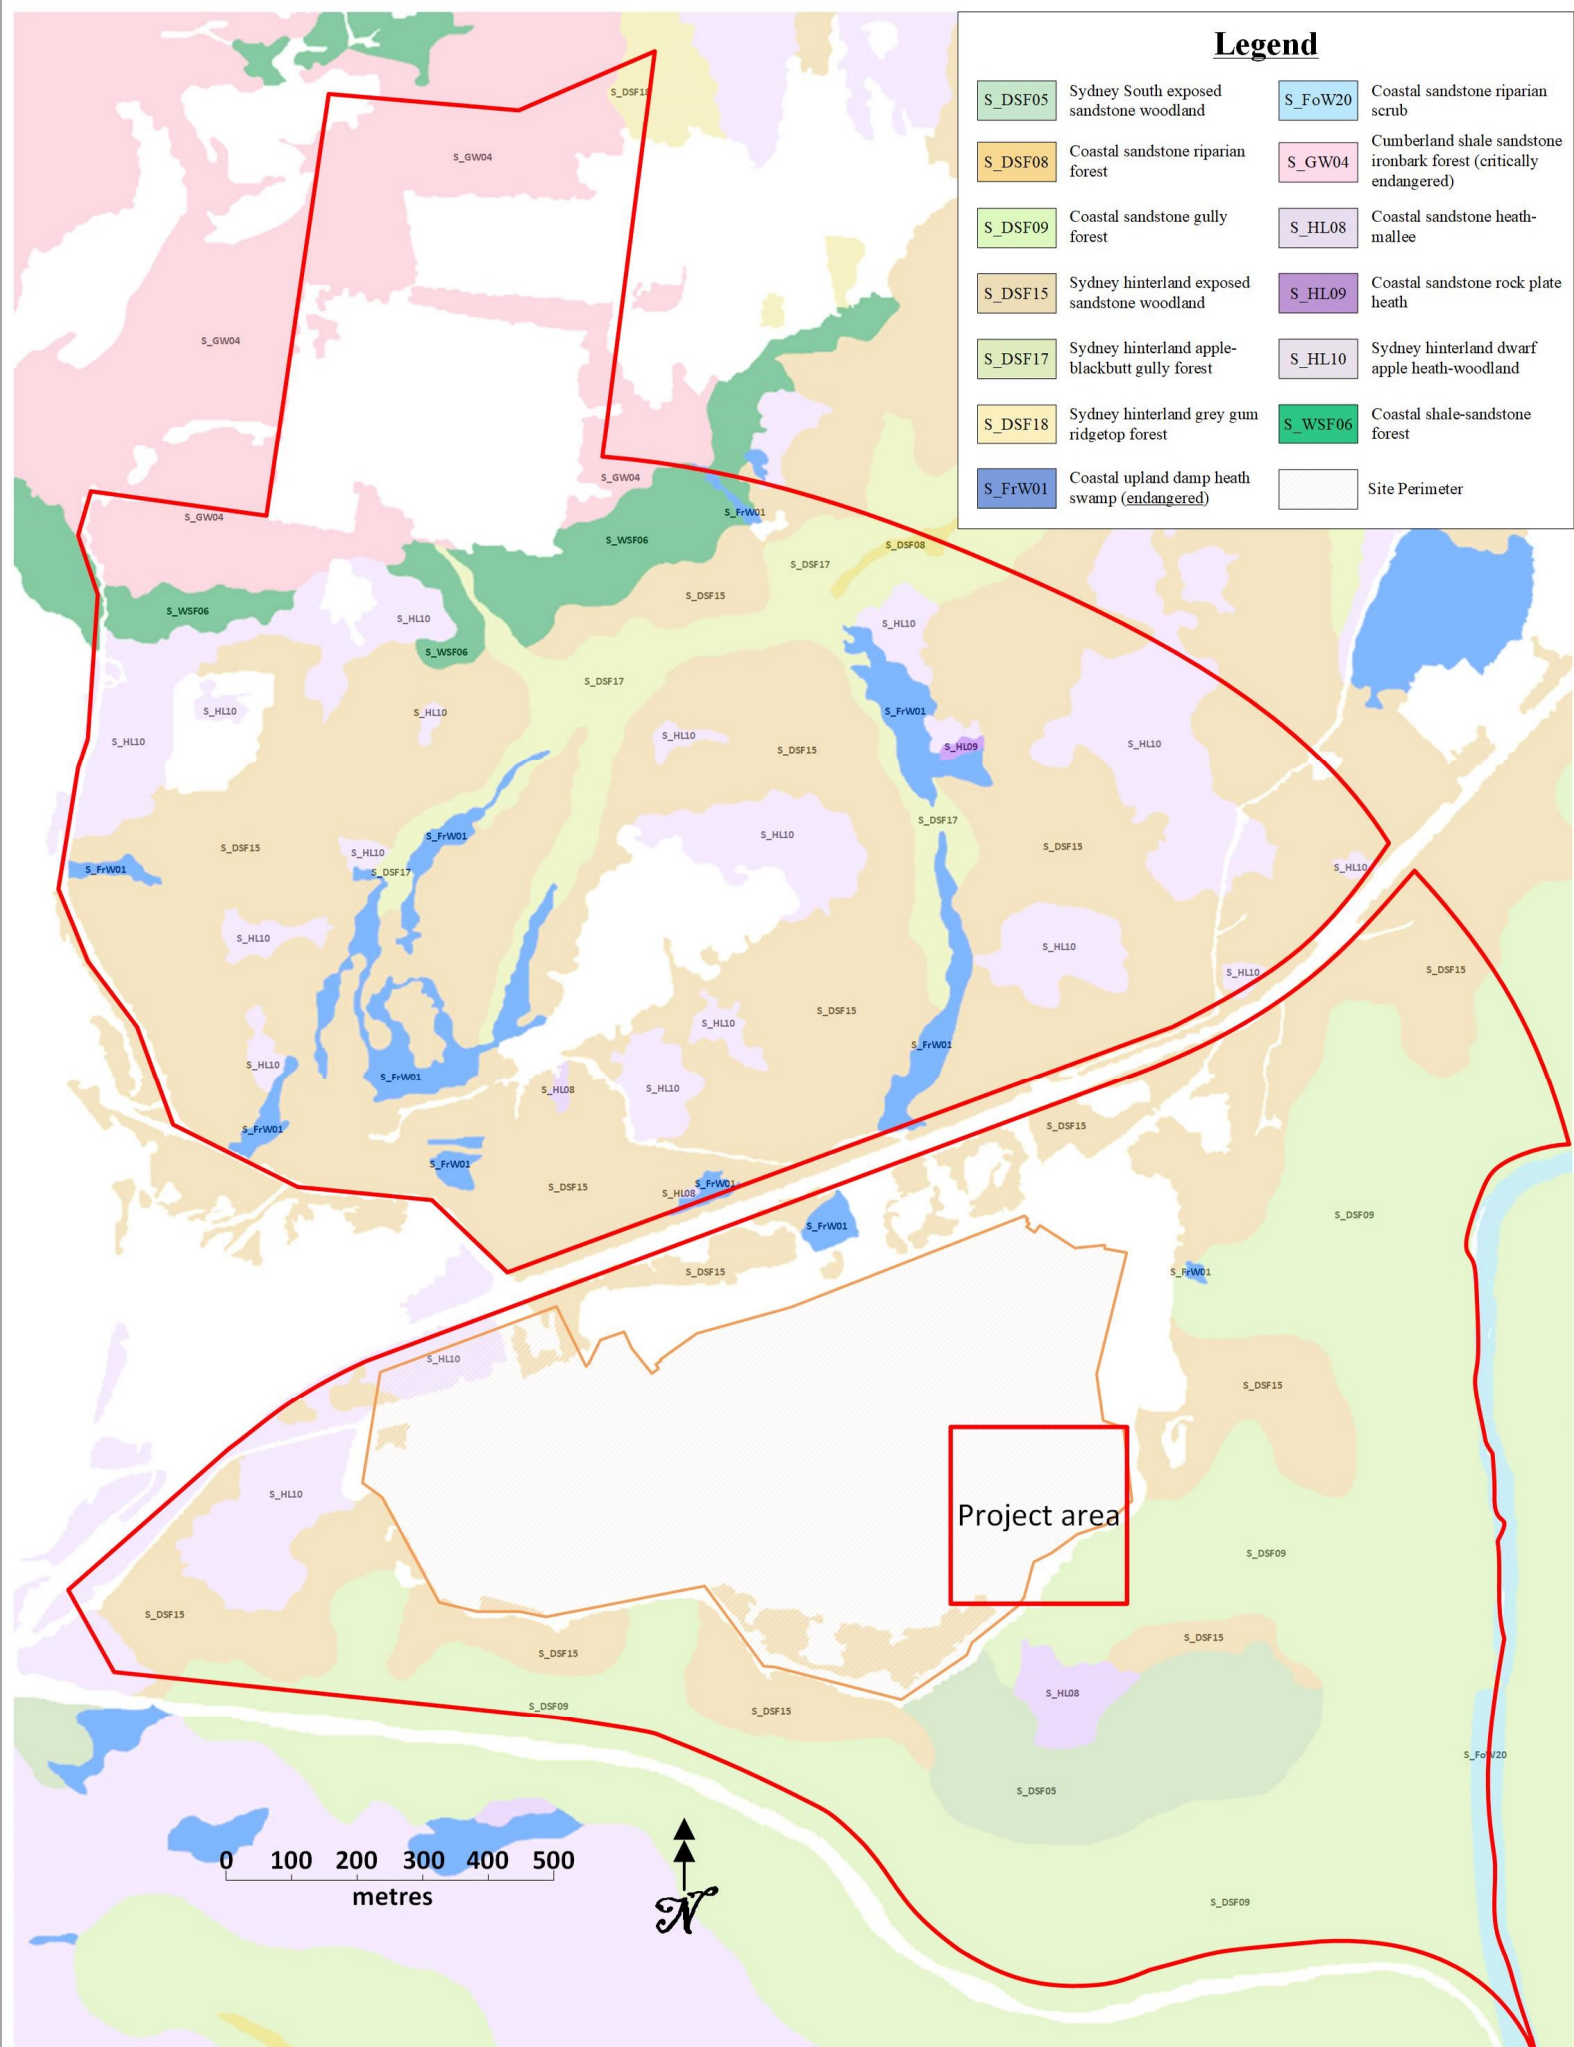 Legend
S_DSF05
Sydney South exposed
sandstone woodland
S_FoW20
Coastal sandstone riparian
scrub
S_DSF08
Coastal sandstone riparian
forest
S_GW04
Cumberland shale sandstone
ironbark forest (critically
endangered)
S_DSF09
Coastal sandstone gully
forest
S_HL08
Coastal sandstone heath-
mallee
S_DSF15
Sydney hinterland exposed
sandstone woodland
S_HL09
Coastal sandstone rock plate
heath
S_DSF17
Sydney hinterland apple-
blackbutt gully forest
S_HL10
Sydney hinterland dwarf
apple heath-woodland
S_DSF18
Sydney hinterland grey gum
ridgetop forest
S_WSF06
Coastal shale-sandstone
forest
S_FrW01
Coastal upland damp heath
swamp (endangered)
Site Perimeter
S_DSF18
S_GW04
S_GW04
S_GW04
S_GW04
S_FrW01
S_WSF06
S_DSF08
S_DSF17
S_DSF15
S_WSF06
S_HL10
S_HL10
S_WSF06
S_DSF17
S_HL10
S_HL10
S_FrW01
S_HL10
S_HL10
S_HL10
S_HL09
S_DSF15
S_DSF17
S_HL10
S_FrW01
S_DSF15
S_HL10
S_DSF15
S_HL10
S_FrW01
S_DSF17
S_HL10
S_HL10
S_DSF15
S_HL10
S_DSF15
S_HL10
S_FrW01
S_HL10
S_FrW01
S_HL08
S_HL10
S_FrW01
S_DSF15
S_FrW01
S_DSF15
S_HL08
S_FrW01
S_DSF09
S_FrW01
S_DSF15
S_FrW01
S_HL10
S_DSF15
S_HL10
Project area
S_DSF09
S_DSF15
S_DSF15
S_DSF15
S_HL08
S_DSF09
S_DSF15
S_FoW20
S_DSF05
0 100 200 300 400 500
metres
S_DSF09
N